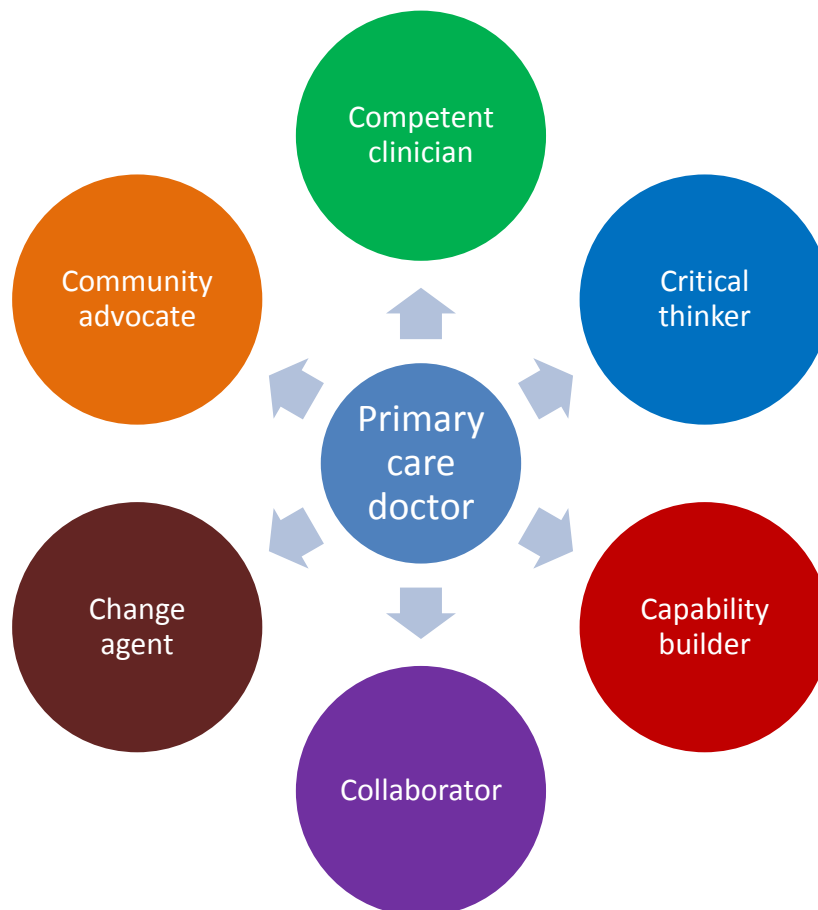 Competent
clinician
Community
advocate
Critical
thinker
Primary
care
doctor
Change
agent
Capability
builder
Collaborator